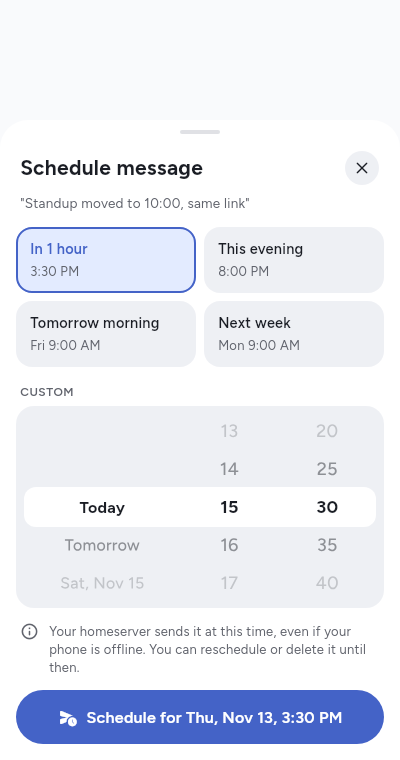 Schedule message
"Standup moved to 10:00, same link"
In 1 hour
3:30 PM
This evening
8:00 PM
Tomorrow morning
Fri 9:00 AM
Next week
Mon 9:00 AM
CUSTOM
13 20
14 25
Today 15 30
Tomorrow 16 35
Sat, Nov 15 17 40
Your homeserver sends it at this time, even if your
phone is offline. You can reschedule or delete it until
then.
Schedule for Thu, Nov 13, 3:30 PM